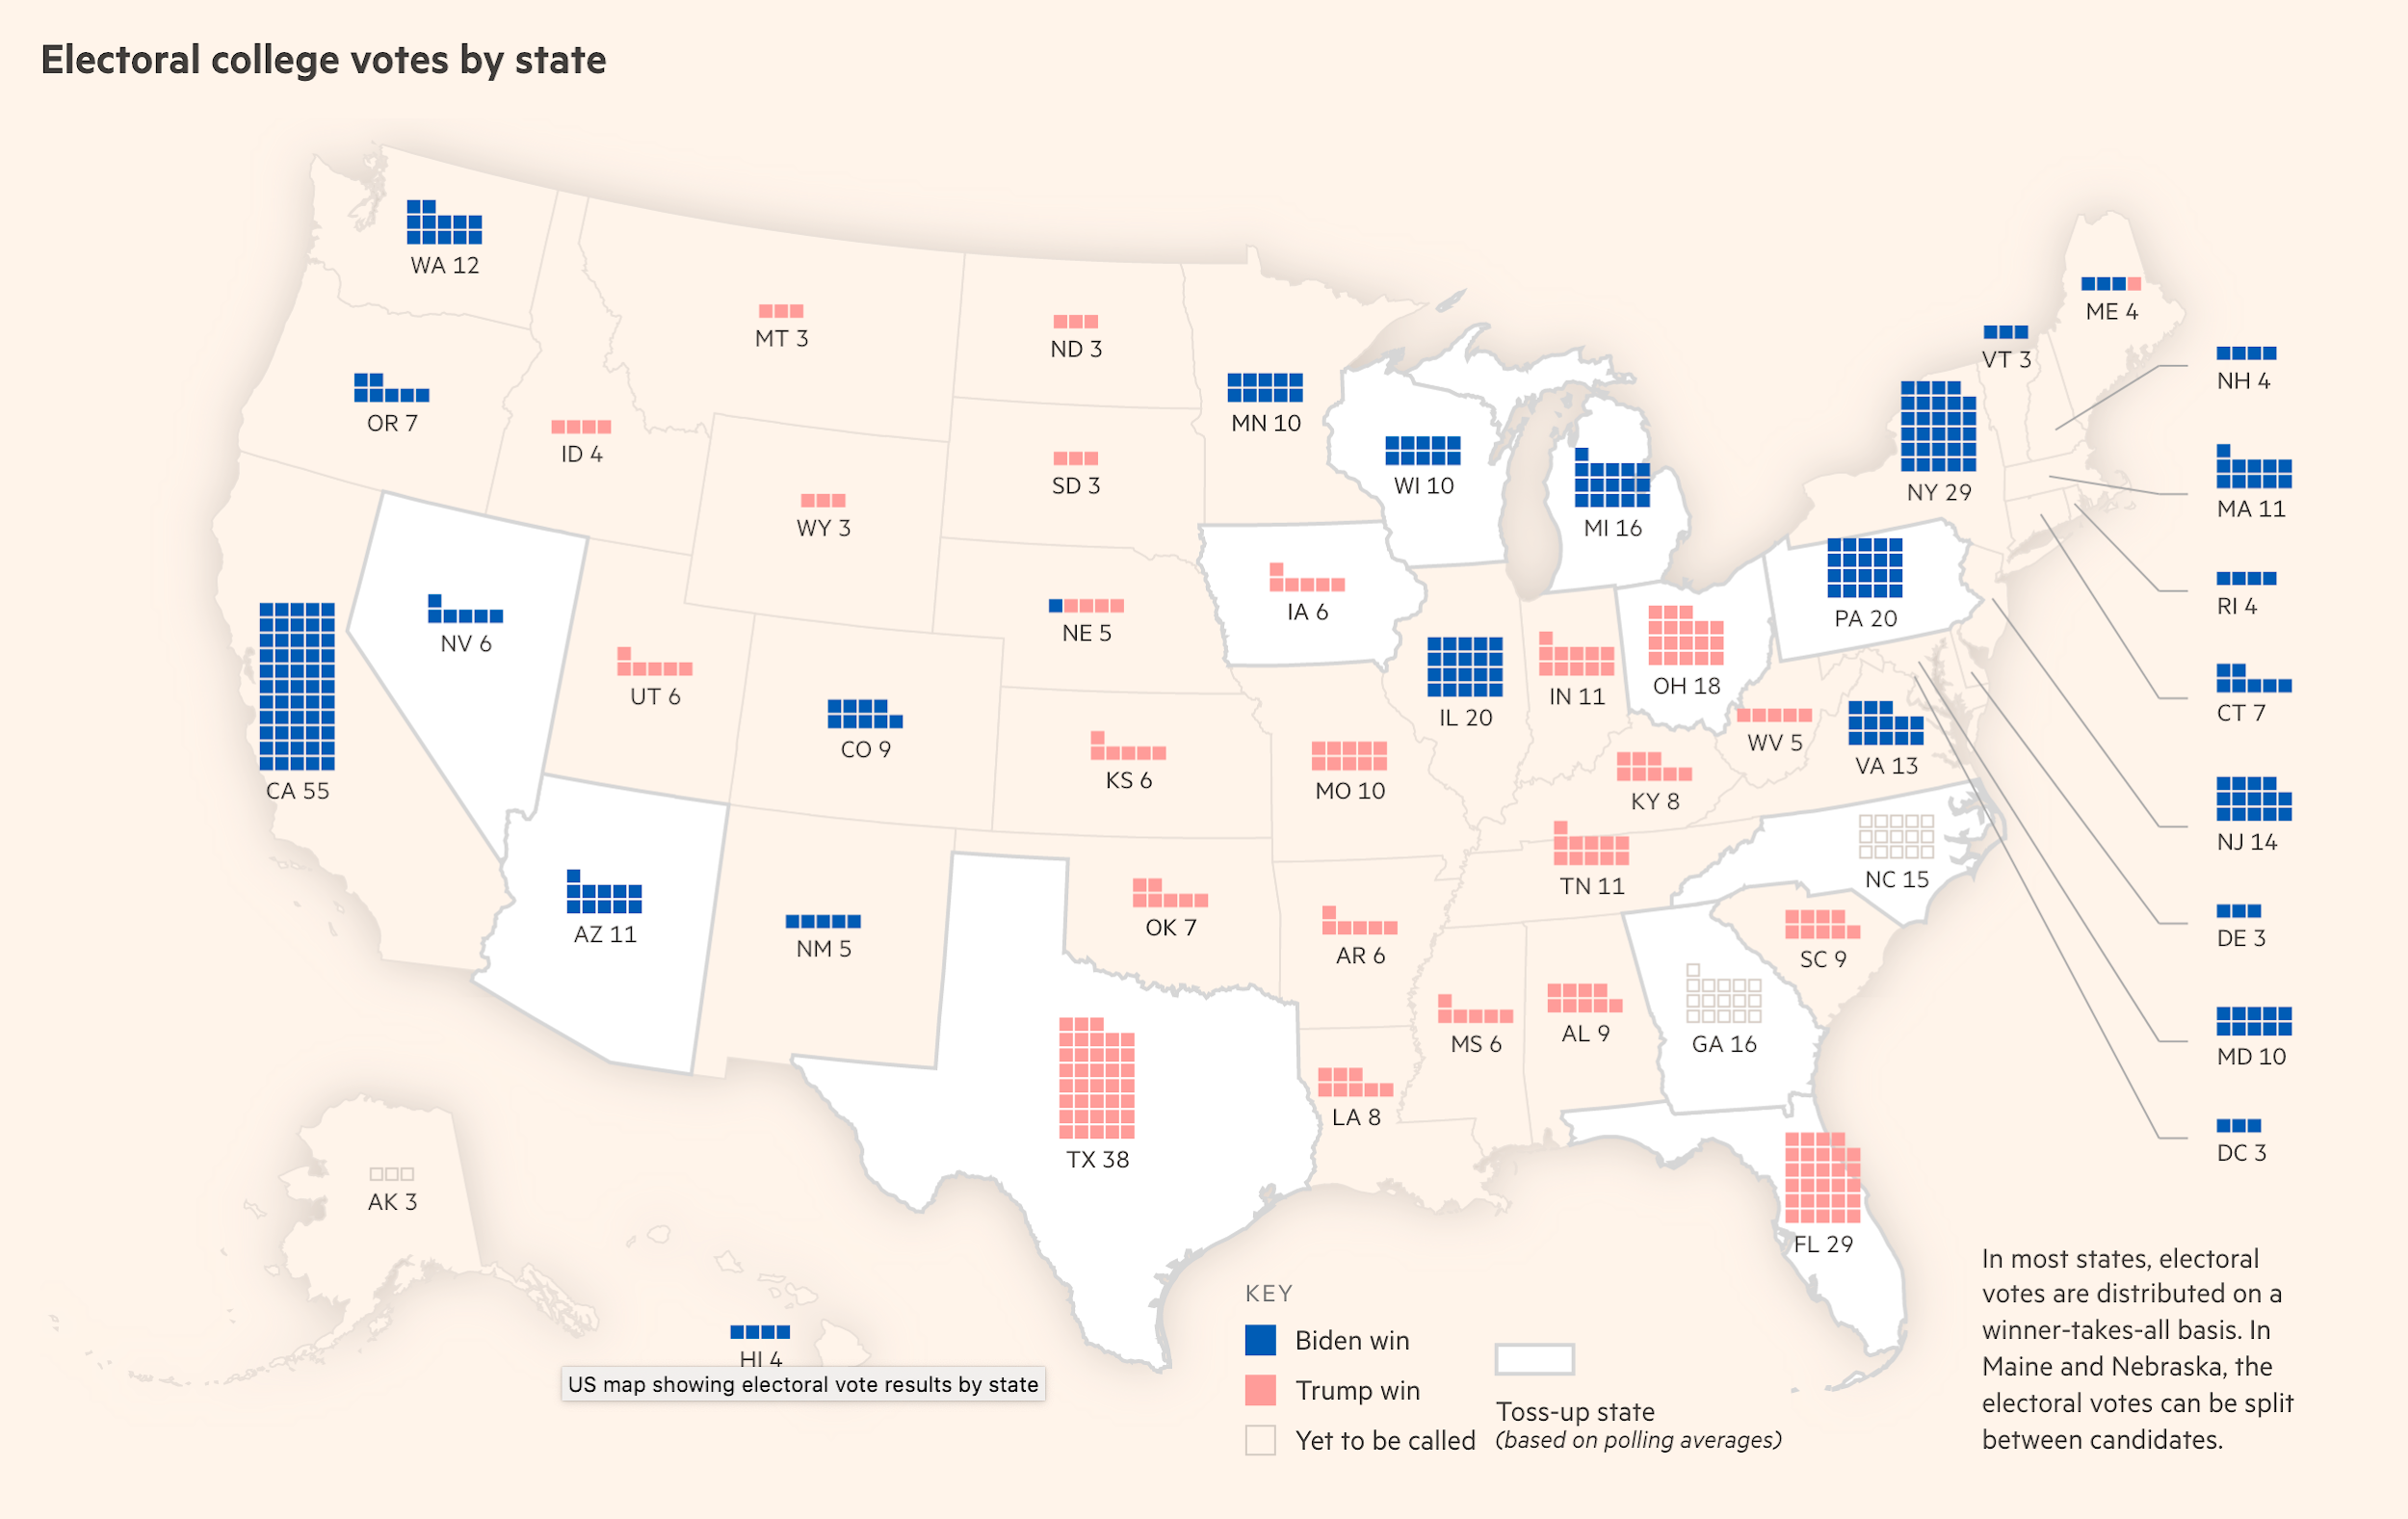 Electoral college votes by state
WA 12
MT 3
ND 3
ME 4
VT 3
NH 4
OR 7
ID 4
MN 10
SD 3
WI 10
NY 29
MA 11
WY 3
MI 16
RI 4
NV 6
NE 5
IA 6
PA 20
UT 6
IL 20
IN 11
OH 18
CT 7
CO 9
WV 5
VA 13
CA 55
KS 6
MO 10
KY 8
NJ 14
AZ 11
NM 5
OK 7
AR 6
TN 11
NC 15
DE 3
SC 9
MS 6
AL 9
GA 16
MD 10
LA 8
TX 38
DC 3
AK 3
FL 29
HI 4
US map showing electoral vote results by state
KEY
Biden win
Trump win
Yet to be called
Toss-up state
(based on polling averages)
In most states, electoral
votes are distributed on a
winner-takes-all basis. In
Maine and Nebraska, the
electoral votes can be split
between candidates.